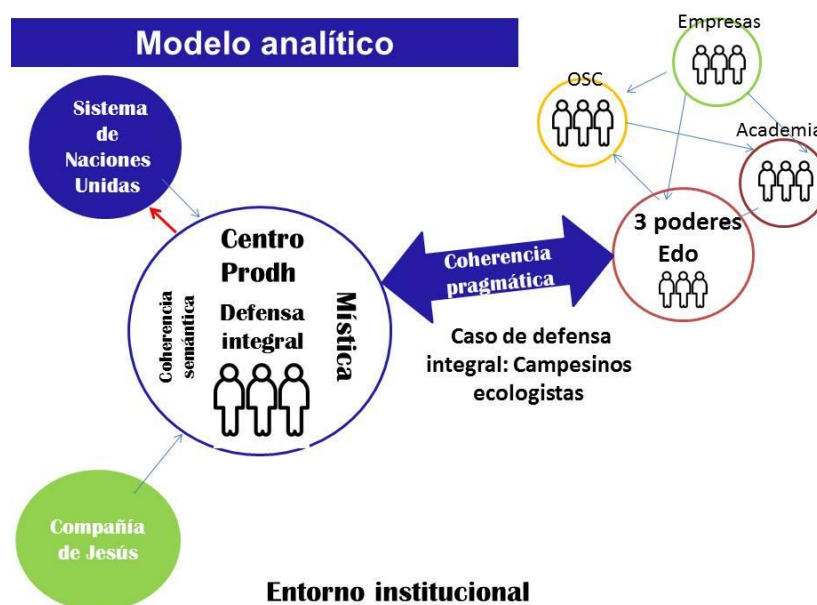 Modelo analítico
Empresas
OSC
Academia
Sistema
de
Naciones
Unidas
Centro
Prodh
Defensa
integral
Coherencia
semántica
Mística
Coherencia
pragmática
3 poderes
Edo
Caso de defensa
integral: Campesinos
ecologistas
Compañía
de Jesús
Entorno institucional